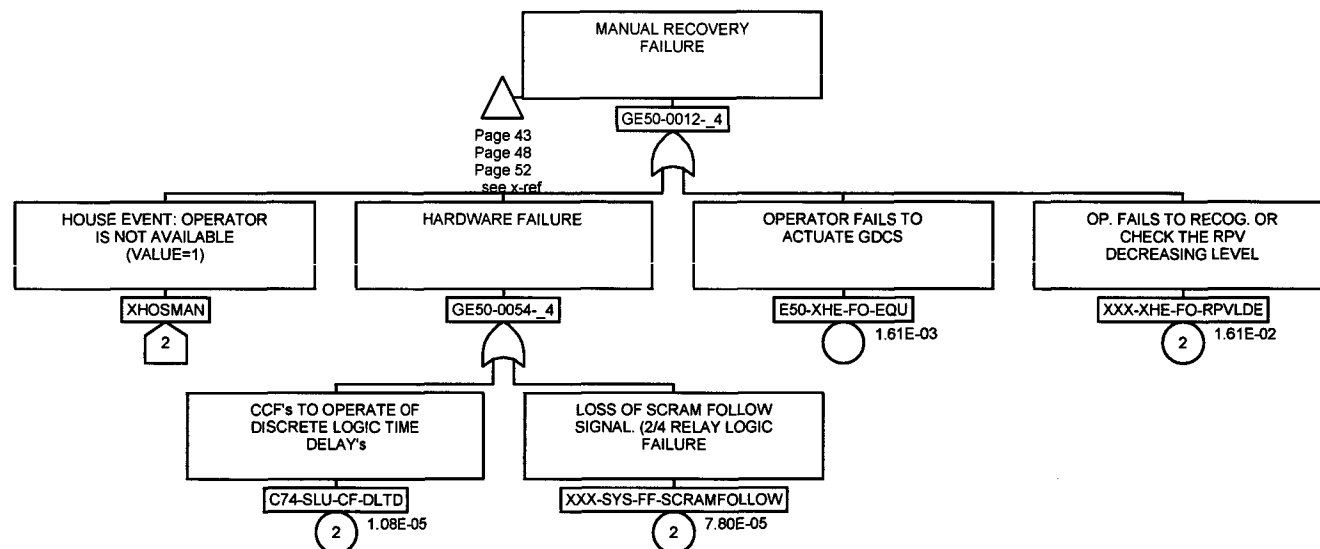 MANUAL RECOVERY
FAILURE
GE50-0012-_4
Page 43
Page 48
Page 52
see x-ref
HOUSE EVENT: OPERATOR
IS NOT AVAILABLE
(VALUE=1)
XHOSMAN
2
HARDWARE FAILURE
GE50-0054-_4
OPERATOR FAILS TO
ACTUATE GDCS
E50-XHE-FO-EQU
1.61E-03
OP. FAILS TO RECOG. OR
CHECK THE RPV
DECREASING LEVEL
XXX-XHE-FO-RPVLDE
2
1.61E-02
CCF's TO OPERATE OF
DISCRETE LOGIC TIME
DELAY's
C74-SLU-CF-DLTD
2
1.08E-05
LOSS OF SCRAM FOLLOW
SIGNAL. (2/4 RELAY LOGIC
FAILURE
XXX-SYS-FF-SCRAMFOLLOW
2
7.80E-05